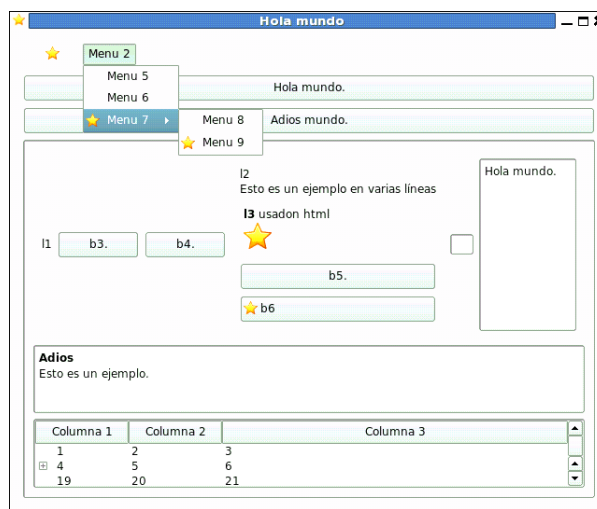 Hola mundo
Menu 2
Menu 5
Menu 6
Menu 7
Menu 8
Menu 9
Hola mundo.
Adios mundo.
l1
b3.
b4.
l2
Esto es un ejemplo en varias líneas
l3 usadon html
b5.
b6
Hola mundo.
Adios
Esto es un ejemplo.
Columna 1 Columna 2 Columna 3
1 2 3
4 5 6
19 20 21